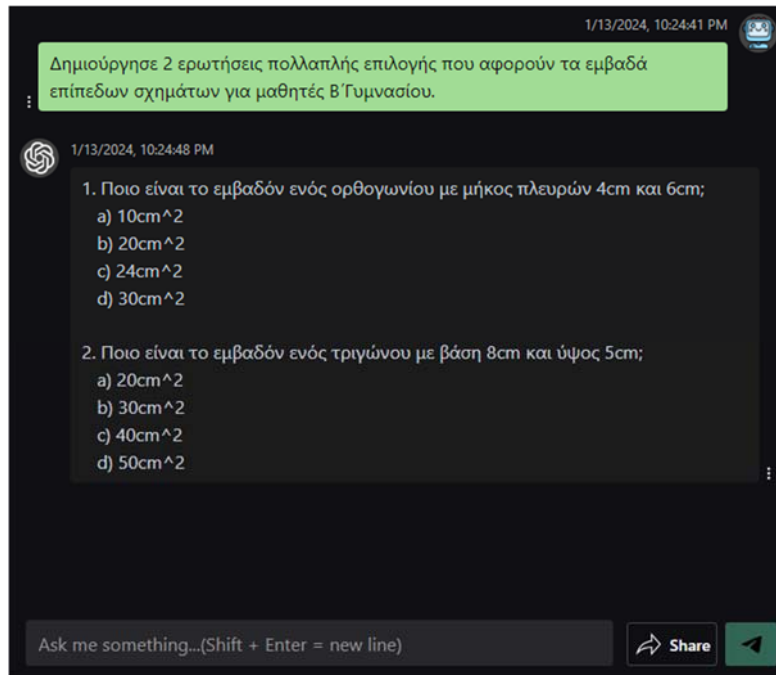 1/13/2024, 10:24:41 PM
Δημιούργησε 2 ερωτήσεις πολλαπλής επιλογής που αφορούν τα εμβαδά
επίπεδων σχημάτων για μαθητές Β΄Γυμνασίου.
1/13/2024, 10:24:48 PM
1. Ποιο είναι το εμβαδόν ενός ορθογωνίου με μήκος πλευρών 4cm και 6cm;
a) 10cm^2
b) 20cm^2
c) 24cm^2
d) 30cm^2
2. Ποιο είναι το εμβαδόν ενός τριγώνου με βάση 8cm και ύψος 5cm;
a) 20cm^2
b) 30cm^2
c) 40cm^2
d) 50cm^2
Ask me something...(Shift + Enter = new line)
Share